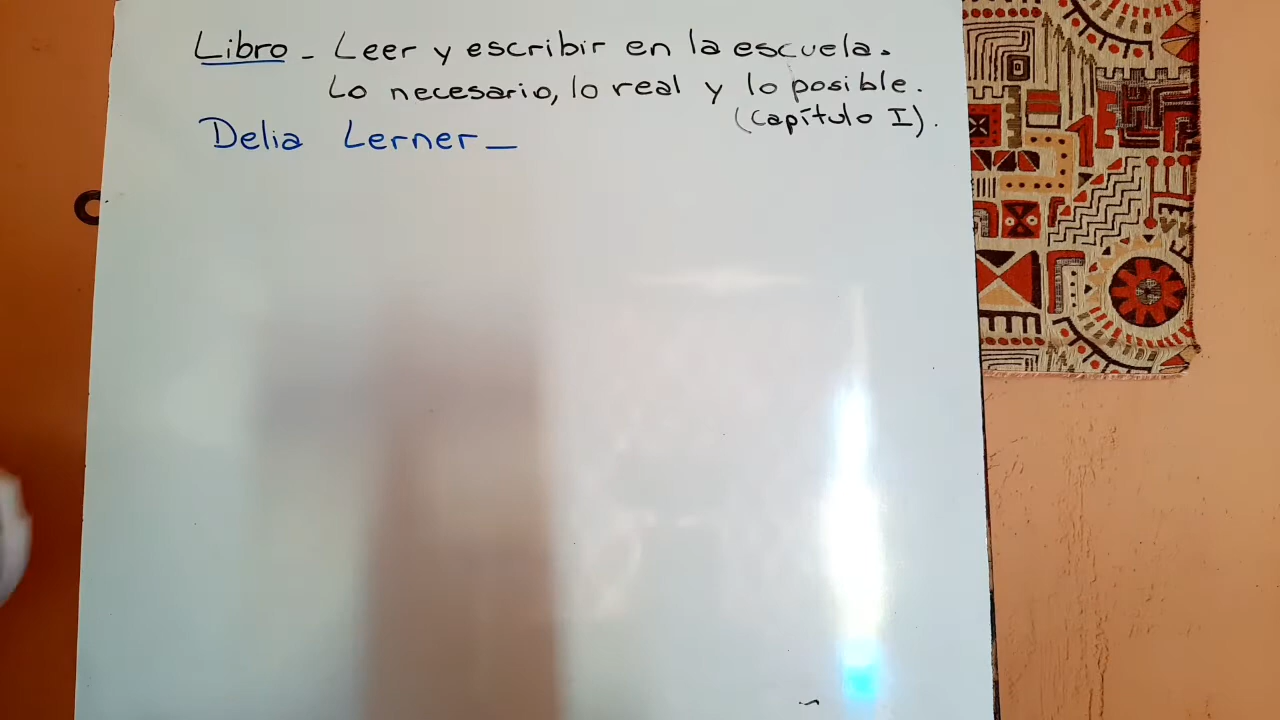 Libro - Leer y escribir en la escuela.
Lo necesario, lo real y lo posible.
(Capítulo I).
Delia Lerner _